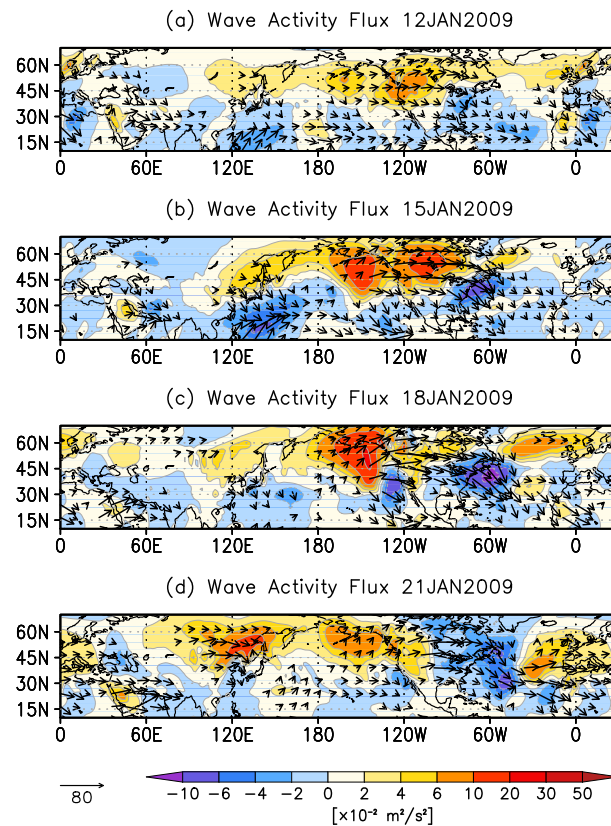 (a) Wave Activity Flux 12JAN2009
60N
45N
30N
15N
0 60E 120E 180 120W 60W 0
(b) Wave Activity Flux 15JAN2009
60N
45N
30N
15N
0 60E 120E 180 120W 60W 0
(c) Wave Activity Flux 18JAN2009
60N
45N
30N
15N
0 60E 120E 180 120W 60W 0
(d) Wave Activity Flux 21JAN2009
60N
45N
30N
15N
0 60E 120E 180 120W 60W 0
80
-10 -6 -4 -2 0 2 4 6 10 20 30 50
[×10⁻² m²/s²]